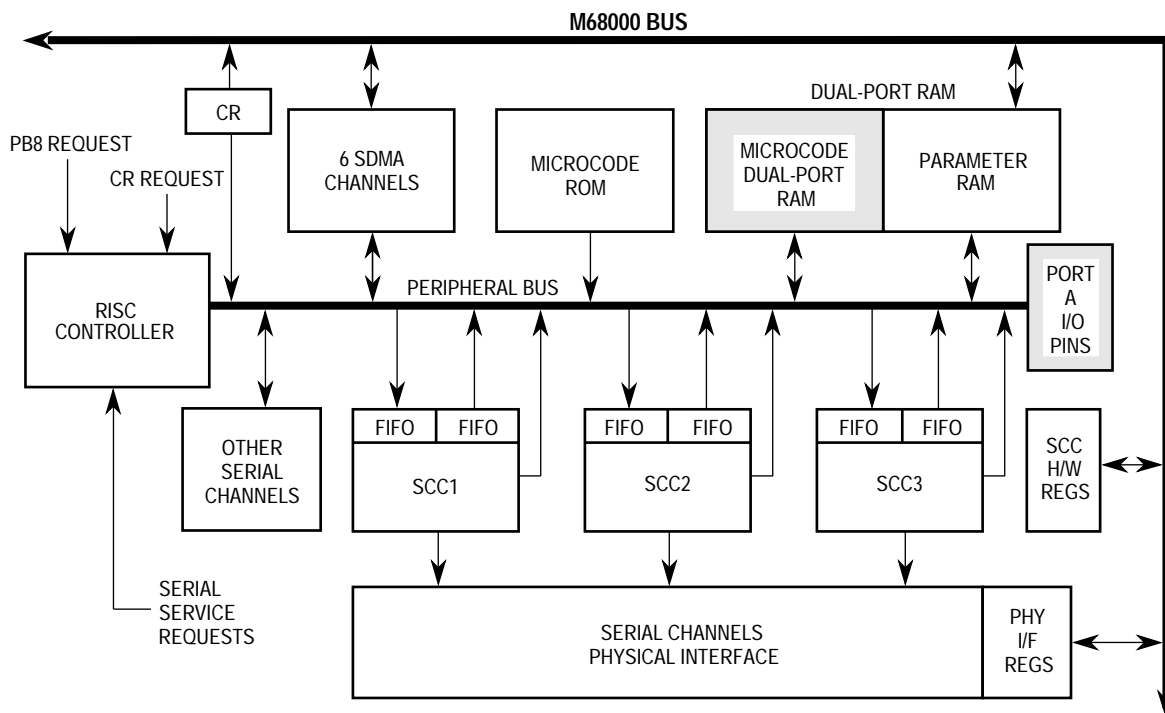 M68000 BUS
CR
DUAL-PORT RAM
PB8 REQUEST
CR REQUEST
6 SDMA
CHANNELS
MICROCODE
ROM
MICROCODE
DUAL-PORT
RAM
PARAMETER
RAM
RISC
CONTROLLER
PERIPHERAL BUS
PORT
A
I/O
PINS
OTHER
SERIAL
CHANNELS
FIFO
FIFO
SCC1
FIFO
FIFO
SCC2
FIFO
FIFO
SCC3
SCC
H/W
REGS
SERIAL
SERVICE
REQUESTS
SERIAL CHANNELS
PHYSICAL INTERFACE
PHY
I/F
REGS